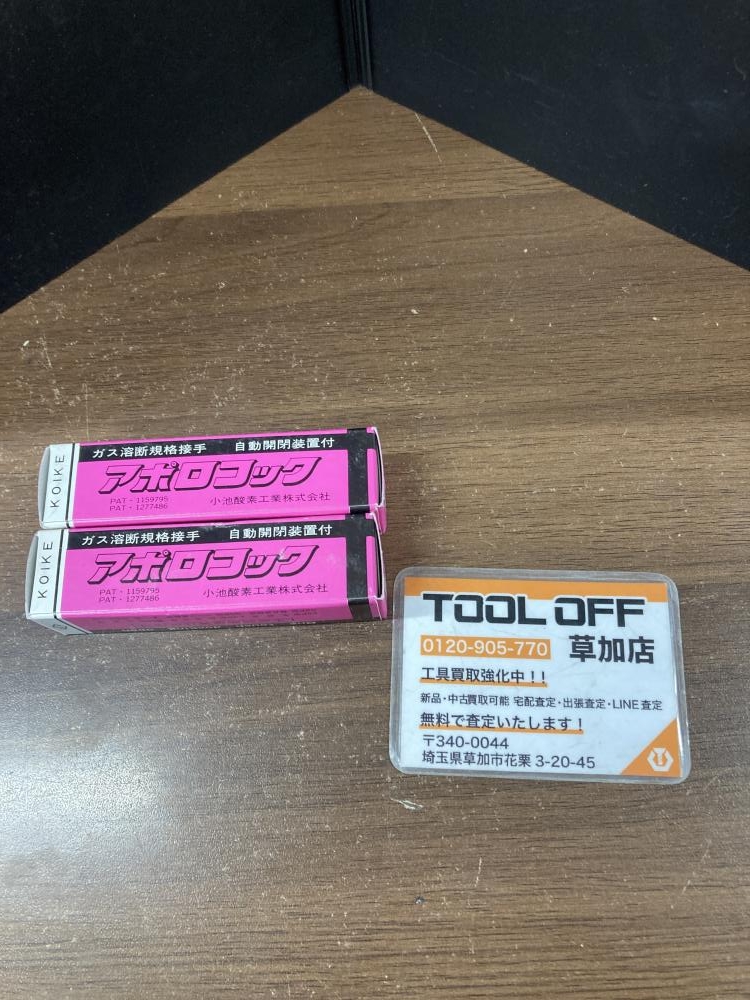 KOIKE
ガス溶断規格接手 自動開閉装置付
アポロコック
PAT・1159795
PAT・1277486
小池酸素工業株式会社
KOIKE
ガス溶断規格接手 自動開閉装置付
アポロコック
PAT・1159795
PAT・1277486
小池酸素工業株式会社
TOOL OFF
0120-905-770 草加店
工具買取強化中!!
新品・中古買取可能 宅配査定・出張査定・LINE査定
無料で査定いたします!
〒340-0044
埼玉県草加市花栗3-20-45